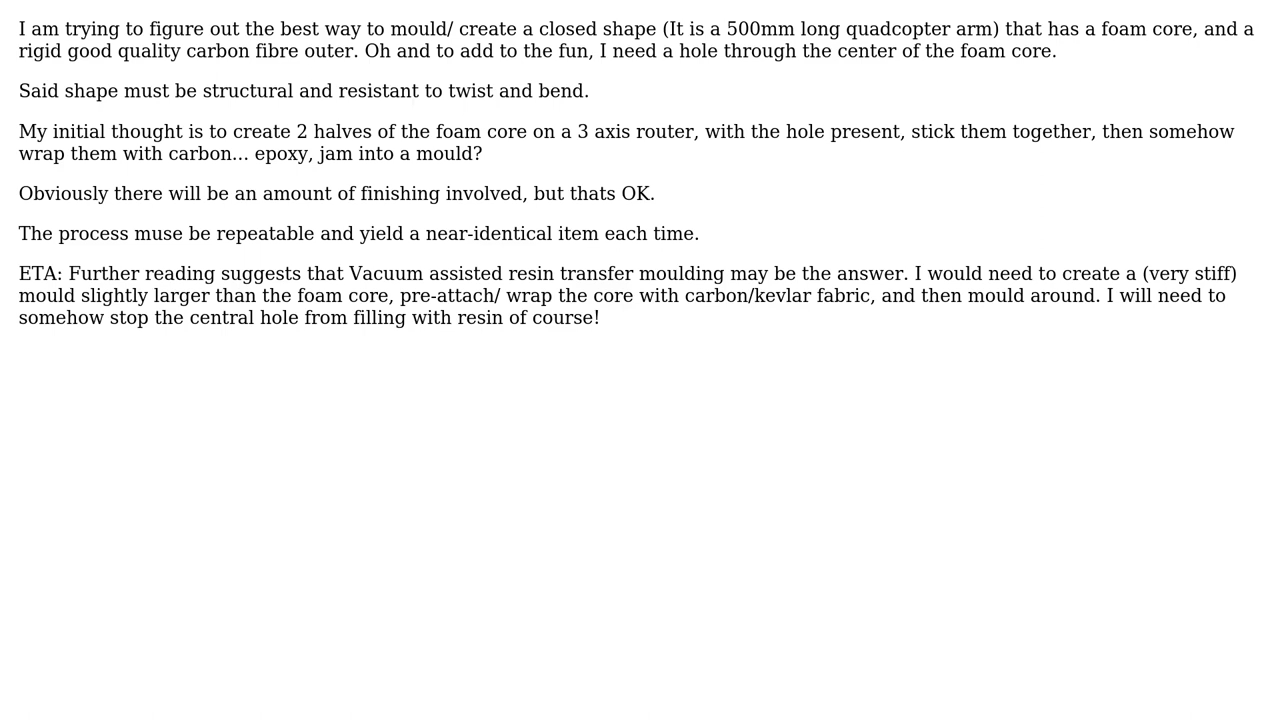 I am trying to figure out the best way to mould/ create a closed shape (It is a 500mm long quadcopter arm) that has a foam core, and a
rigid good quality carbon fibre outer. Oh and to add to the fun, I need a hole through the center of the foam core.
Said shape must be structural and resistant to twist and bend.
My initial thought is to create 2 halves of the foam core on a 3 axis router, with the hole present, stick them together, then somehow
wrap them with carbon... epoxy, jam into a mould?
Obviously there will be an amount of finishing involved, but thats OK.
The process muse be repeatable and yield a near-identical item each time.
ETA: Further reading suggests that Vacuum assisted resin transfer moulding may be the answer. I would need to create a (very stiff)
mould slightly larger than the foam core, pre-attach/ wrap the core with carbon/kevlar fabric, and then mould around. I will need to
somehow stop the central hole from filling with resin of course!